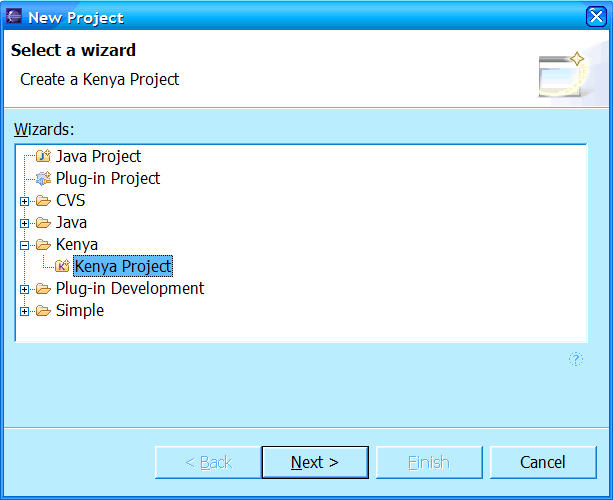 New Project
Select a wizard
Create a Kenya Project
Wizards:
Java Project
Plug-in Project
CVS
Java
Kenya
Kenya Project
Plug-in Development
Simple
?
< Back Next > Finish Cancel